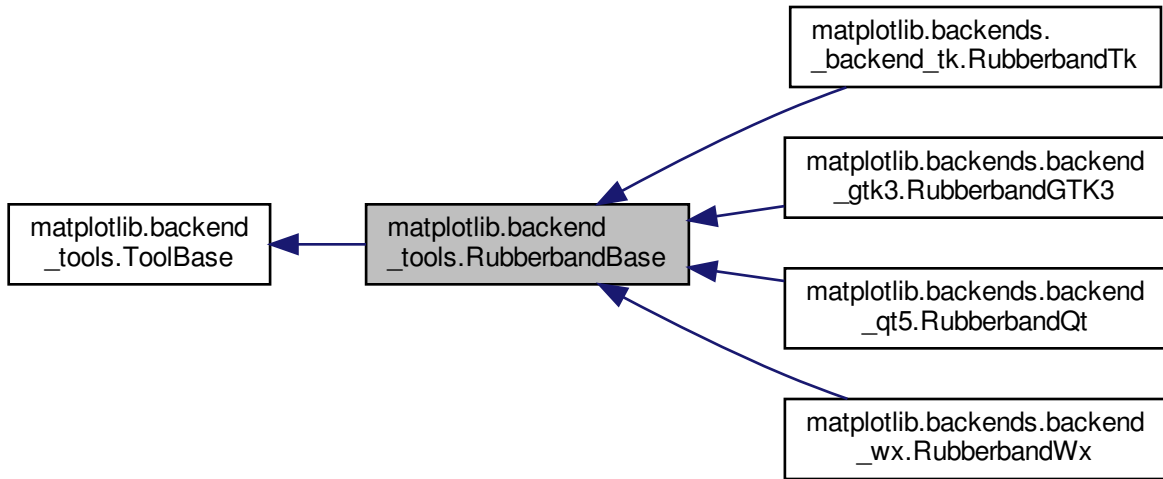 matplotlib.backend
_tools.ToolBase
matplotlib.backend
_tools.RubberbandBase
matplotlib.backends.
_backend_tk.RubberbandTk
matplotlib.backends.backend
_gtk3.RubberbandGTK3
matplotlib.backends.backend
_qt5.RubberbandQt
matplotlib.backends.backend
_wx.RubberbandWx